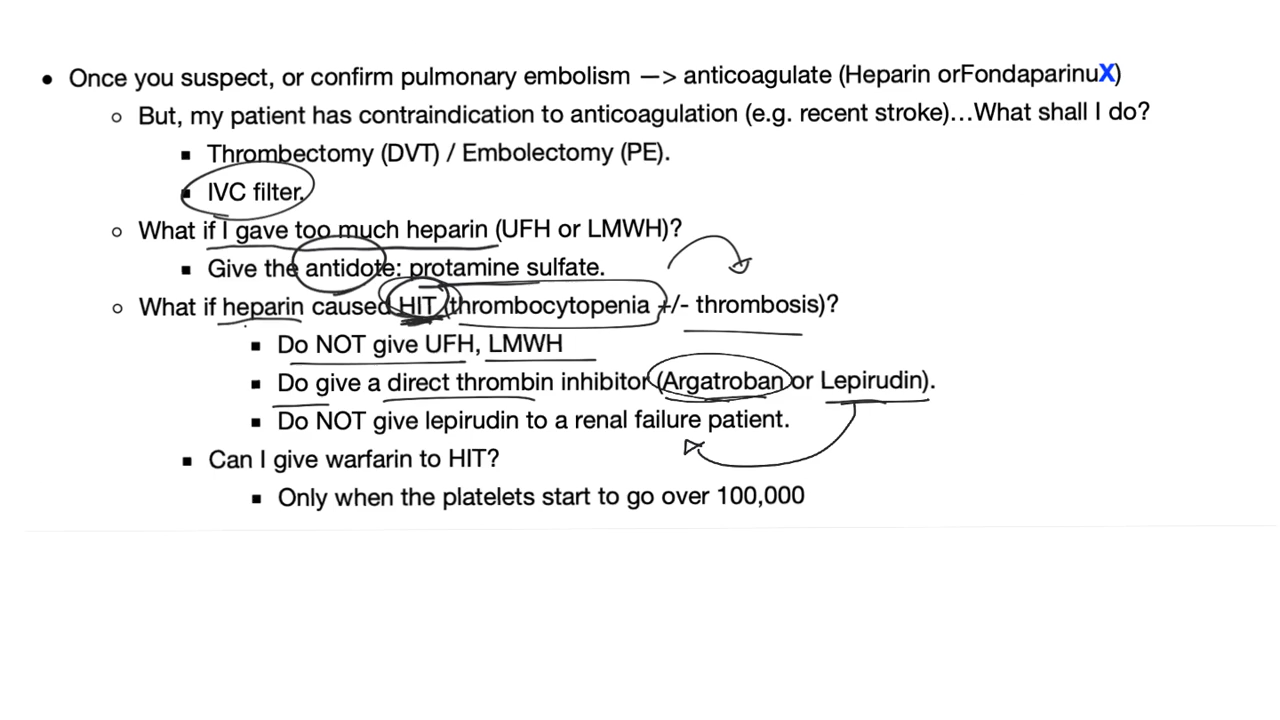 • Once you suspect, or confirm pulmonary embolism —> anticoagulate (Heparin orFondaparinuX)
◦ But, my patient has contraindication to anticoagulation (e.g. recent stroke)...What shall I do?
▪ Thrombectomy (DVT) / Embolectomy (PE).
▪ IVC filter.
◦ What if I gave too much heparin (UFH or LMWH)?
▪ Give the antidote: protamine sulfate.
◦ What if heparin caused HIT (thrombocytopenia +/- thrombosis)?
▪ Do NOT give UFH, LMWH
▪ Do give a direct thrombin inhibitor (Argatroban or Lepirudin).
▪ Do NOT give lepirudin to a renal failure patient.
▪ Can I give warfarin to HIT?
▪ Only when the platelets start to go over 100,000